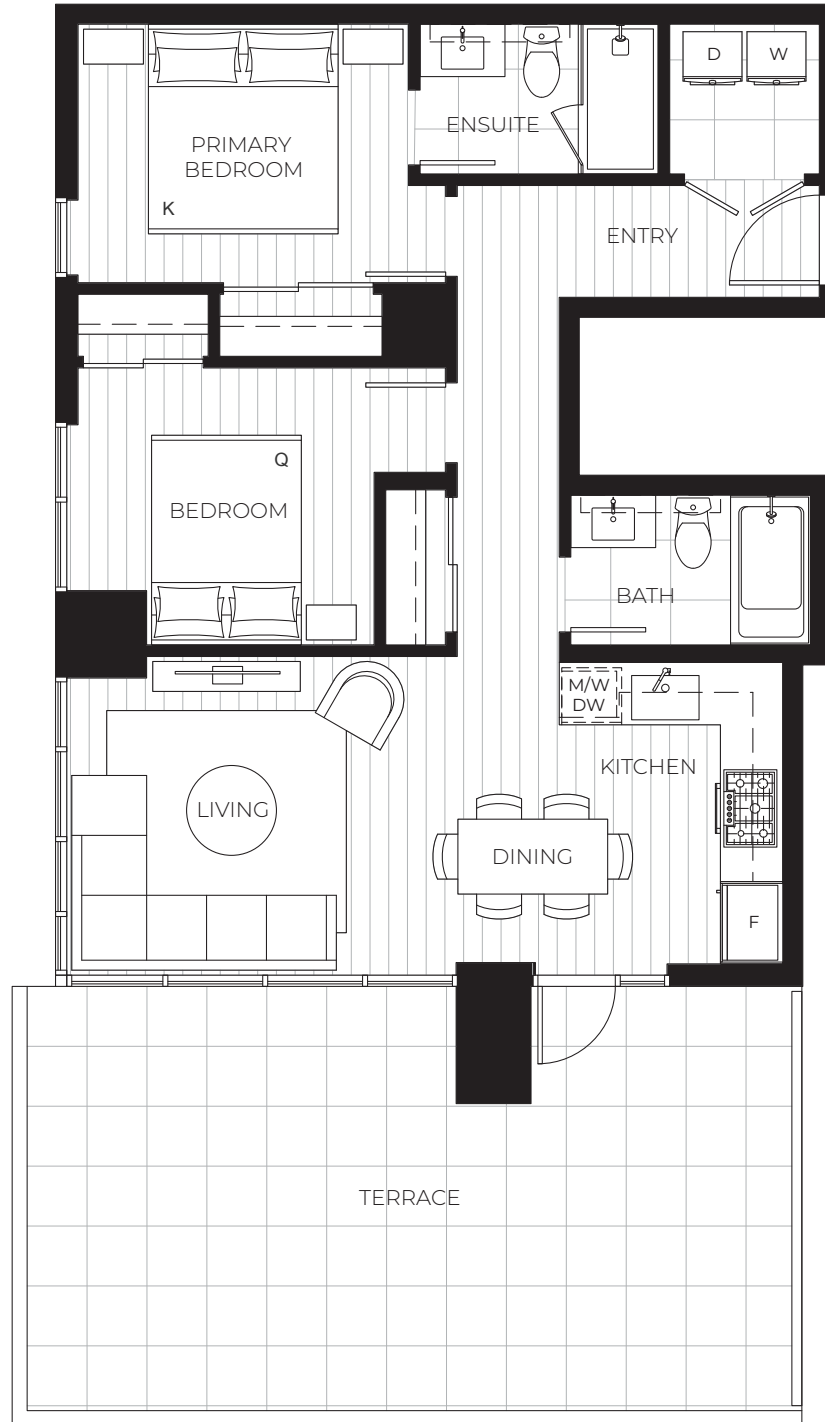 D
W
ENSUITE
PRIMARY
BEDROOM
K
ENTRY
Q
BEDROOM
BATH
M/W
DW
KITCHEN
LIVING
DINING
F
TERRACE